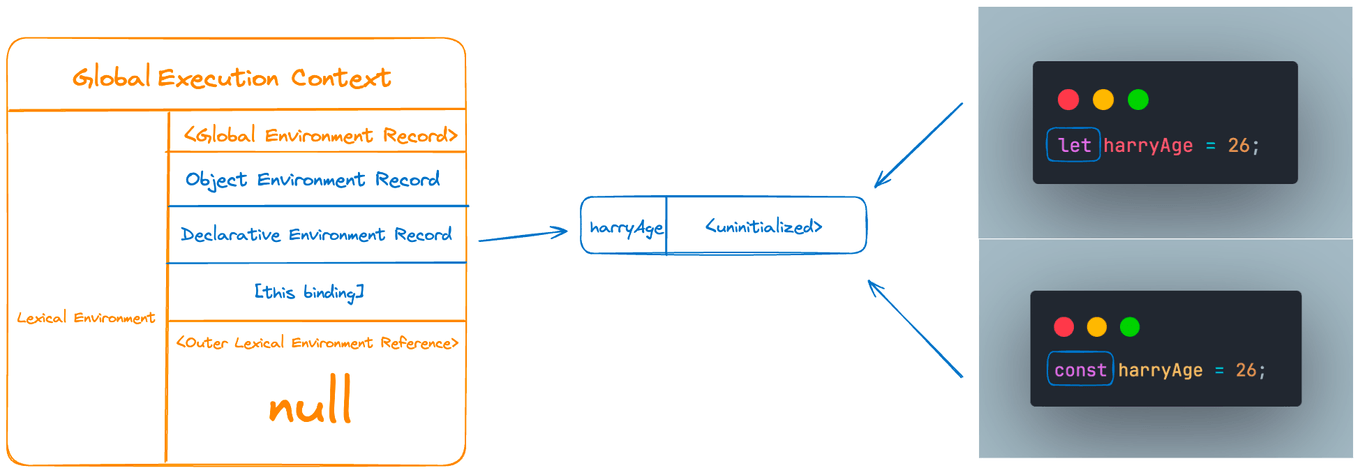 Global Execution Context
Lexical Environment
<Global Environment Record>
Object Environment Record
Declarative Environment Record
[this binding]
<Outer Lexical Environment Reference>
null
harryAge
<uninitialized>
let harryAge = 26;
const harryAge = 26;